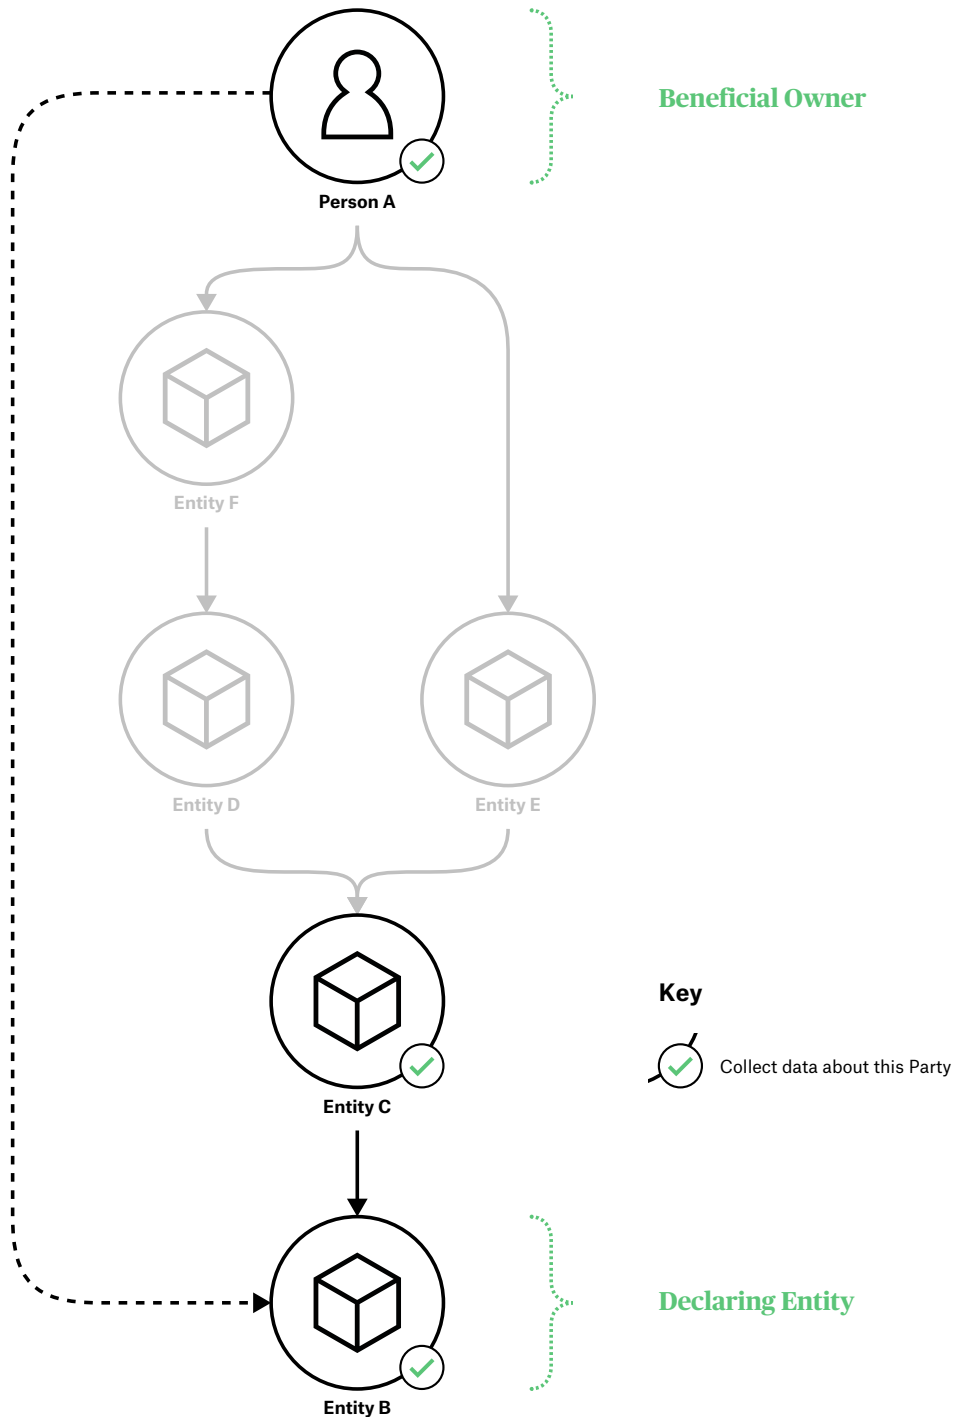 Beneficial Owner
Person A
Entity F
Entity D
Entity E
Key
Collect data about this Party
Entity C
Declaring Entity
Entity B